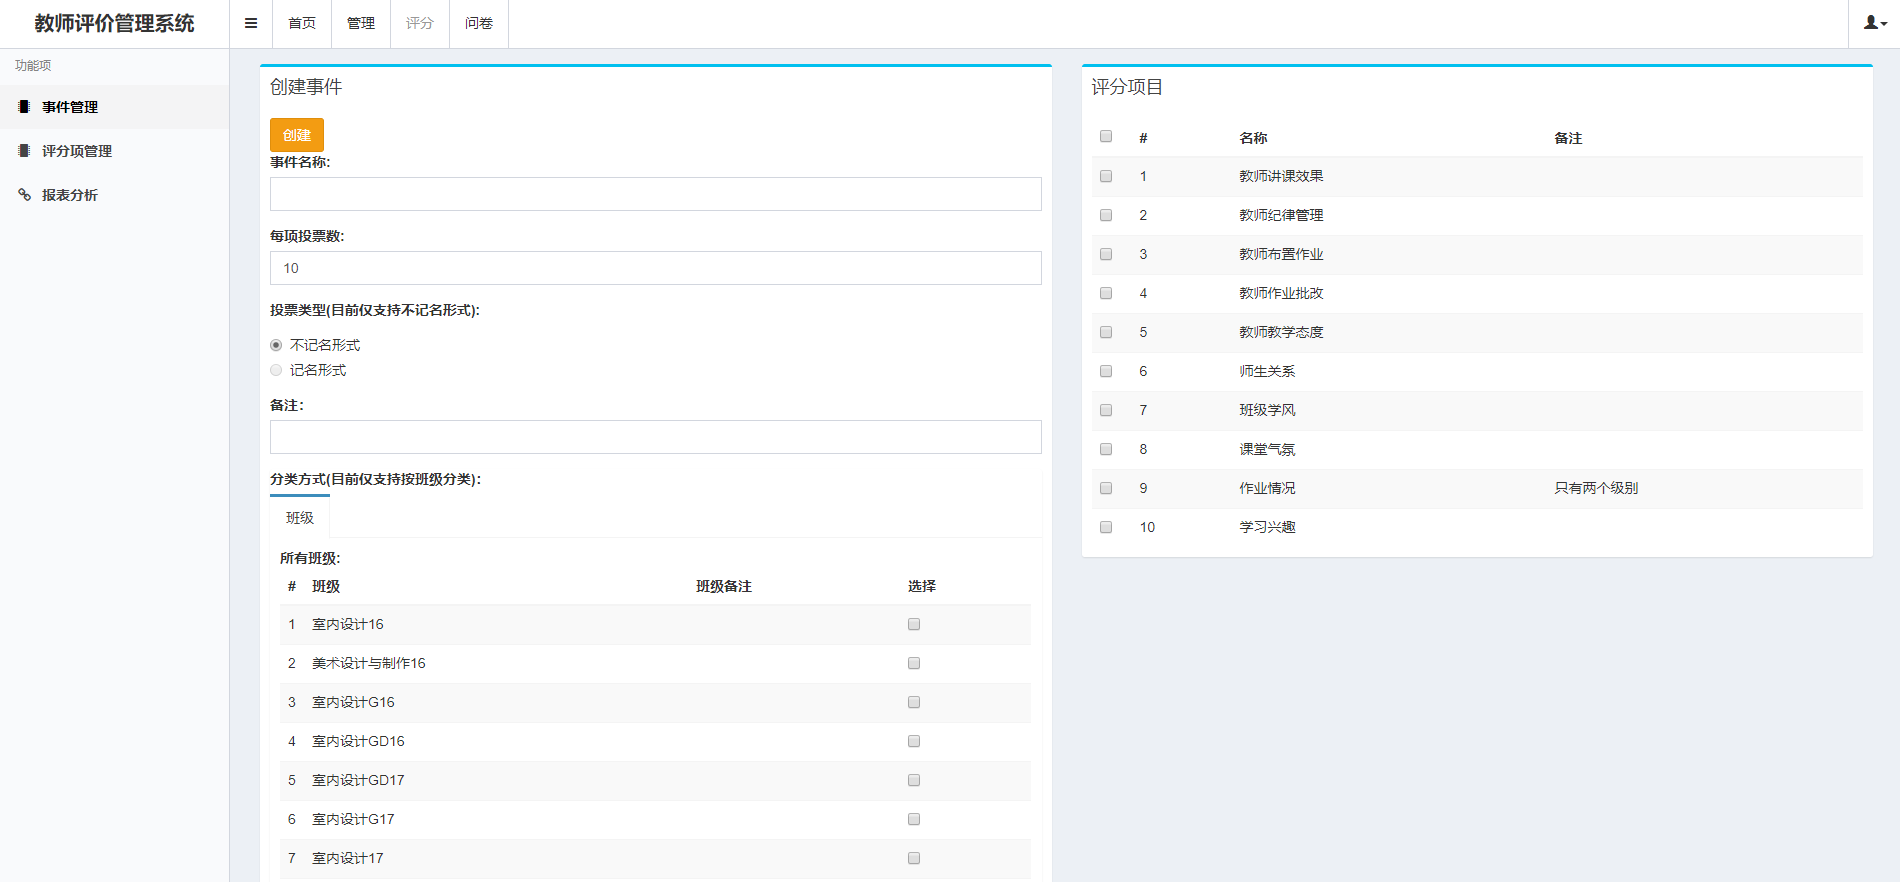 教师评价管理系统
首页 管理 评分 问卷
功能项
事件管理
评分项管理
报表分析
创建事件
创建
事件名称:
每项投票数:
10
投票类型(目前仅支持不记名形式):
不记名形式
记名形式
备注:
分类方式(目前仅支持按班级分类):
班级
所有班级:
# 班级 班级备注 选择
1 室内设计16
2 美术设计与制作16
3 室内设计G16
4 室内设计GD16
5 室内设计GD17
6 室内设计G17
7 室内设计17
评分项目
# 名称 备注
1 教师讲课效果
2 教师纪律管理
3 教师布置作业
4 教师作业批改
5 教师教学态度
6 师生关系
7 班级学风
8 课堂气氛
9 作业情况 只有两个级别
10 学习兴趣